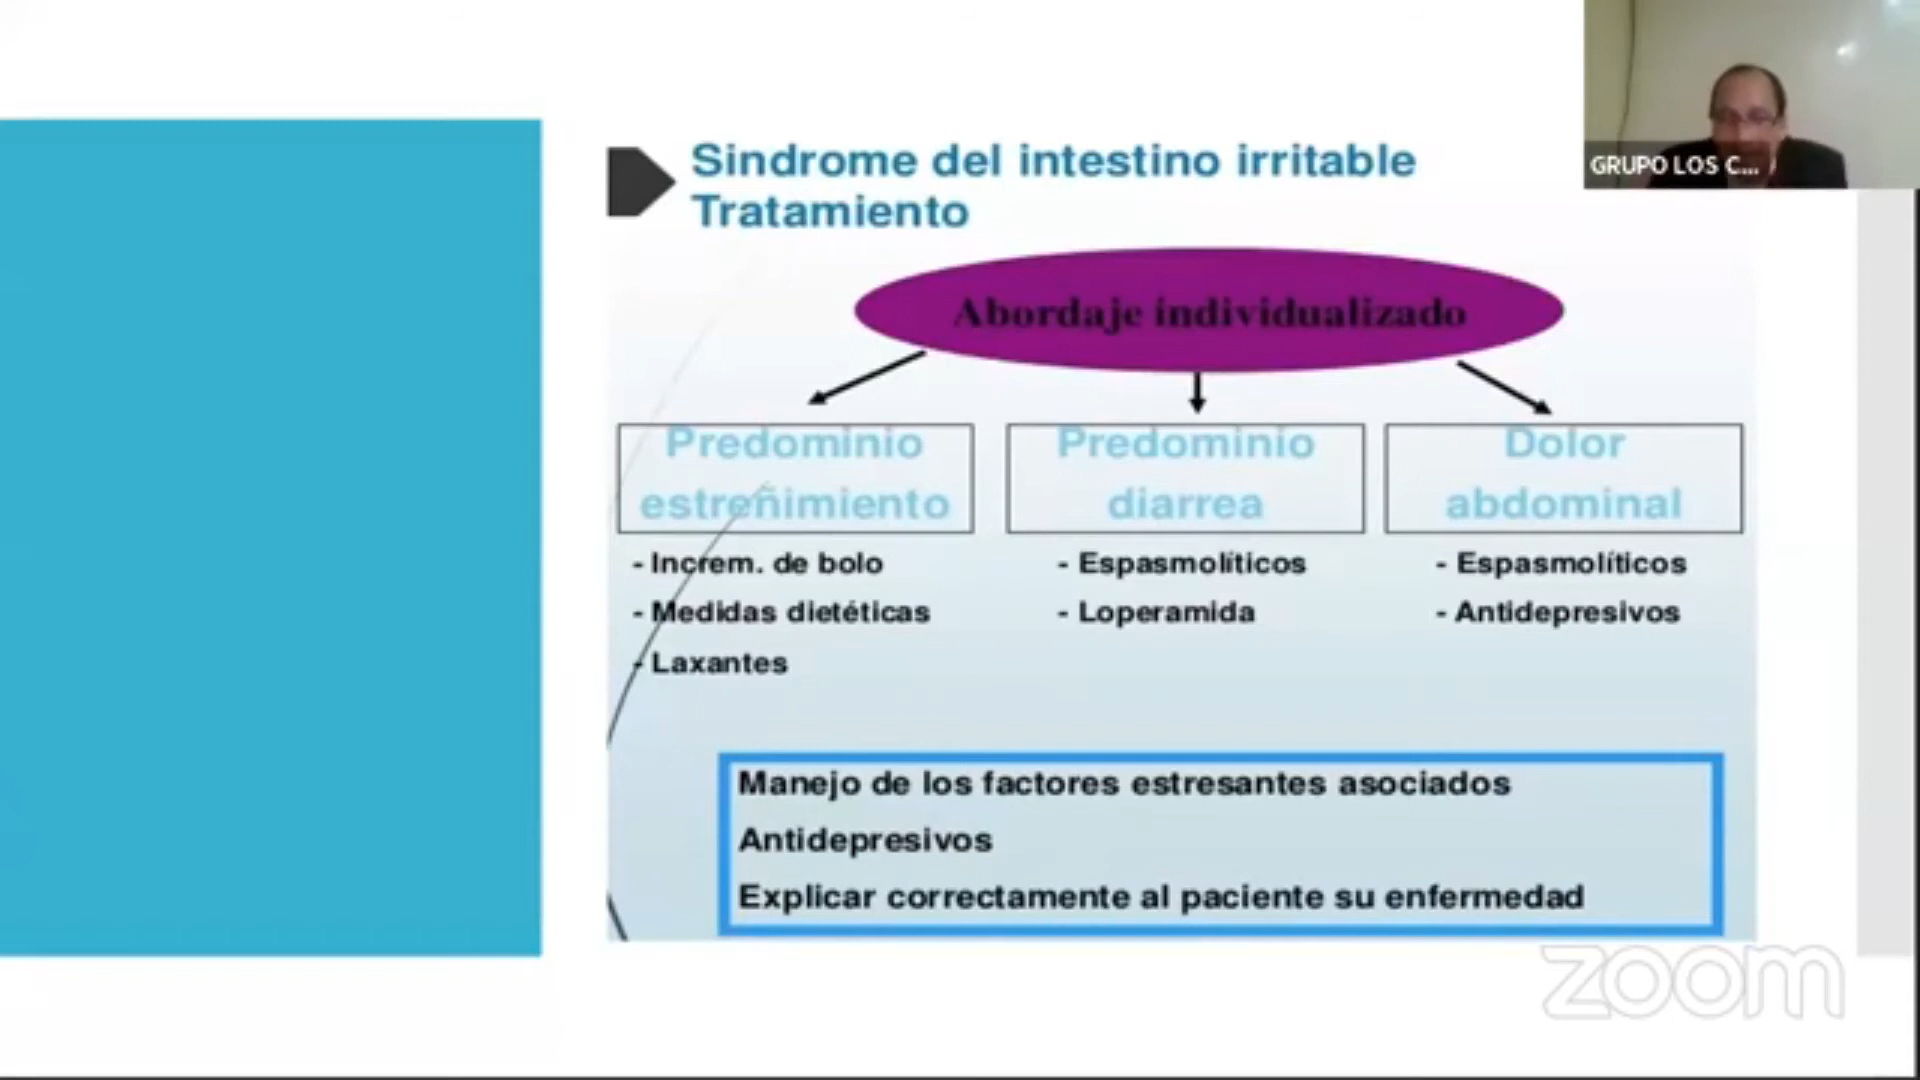 GRUPO LOS C...
Sindrome del intestino irritable
Tratamiento
Abordaje individualizado
Predominio
estreñimiento
Predominio
diarrea
Dolor
abdominal
- Increm. de bolo
- Medidas dietéticas
- Laxantes
- Espasmolíticos
- Loperamida
- Espasmolíticos
- Antidepresivos
Manejo de los factores estresantes asociados
Antidepresivos
Explicar correctamente al paciente su enfermedad
zoom